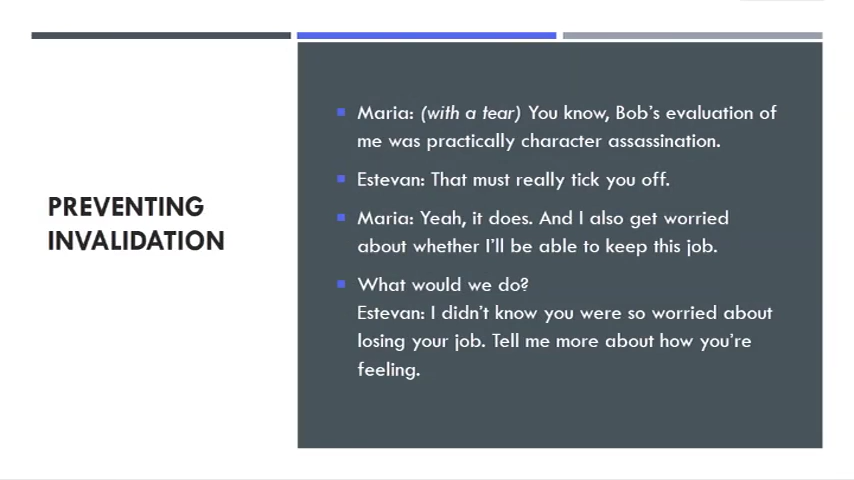 PREVENTING
INVALIDATION
Maria: (with a tear) You know, Bob's evaluation of
me was practically character assassination.
Estevan: That must really tick you off.
Maria: Yeah, it does. And I also get worried
about whether I'll be able to keep this job.
What would we do?
Estevan: I didn't know you were so worried about
losing your job. Tell me more about how you're
feeling.